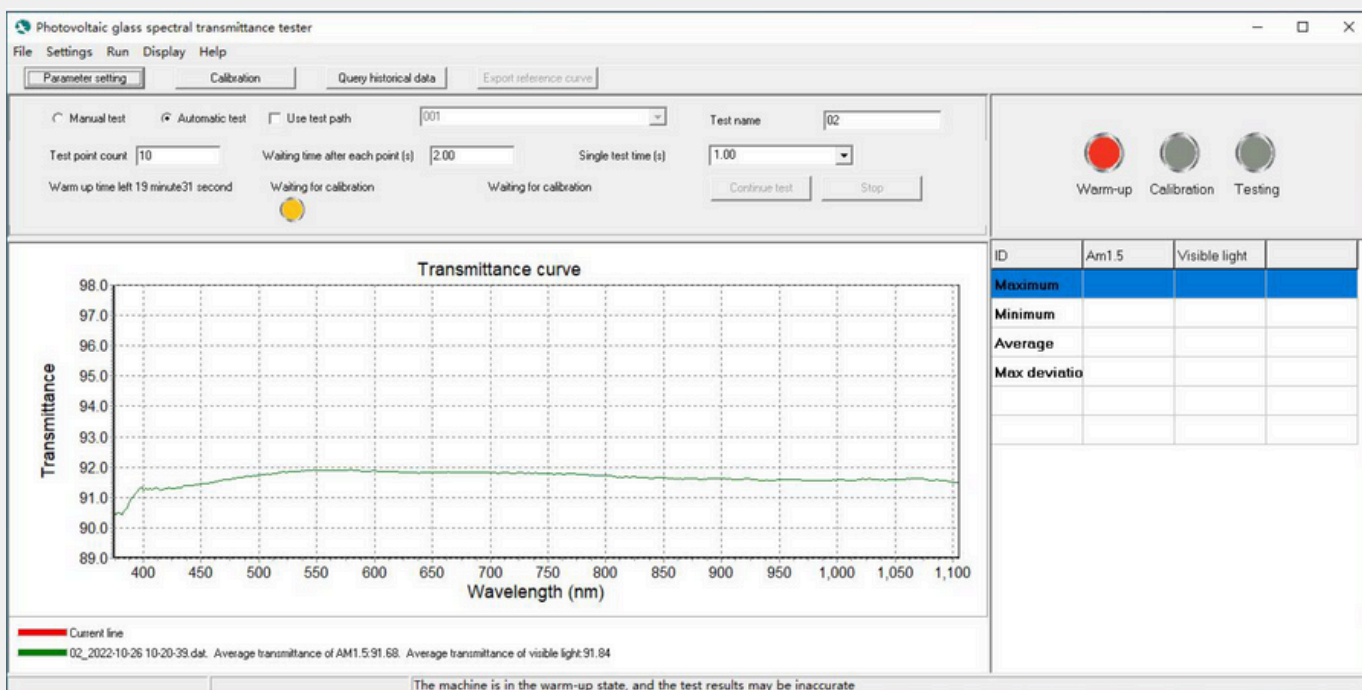 Photovoltaic glass spectral transmittance tester
File Settings Run Display Help
Parameter setting Calibration Query historical data Export reference curve
Manual test Automatic test Use test path 001 Test name 02
Test point count 10 Waiting time after each point (s) 2.00 Single test time (s) 1.00
Warm up time left 19 minute31 second Waiting for calibration Waiting for calibration Continue test Stop
Warm-up Calibration Testing
ID Am1.5 Visible light
Maximum
Minimum
Average
Max deviatio
Transmittance curve
Transmittance
98.0
97.0
96.0
95.0
94.0
93.0
92.0
91.0
90.0
89.0
400 450 500 550 600 650 700 750 800 850 900 950 1,000 1,050 1,100
Wavelength (nm)
Current line
02_2022-10-26 10-20-39.dat. Average transmittance of AM1.5:91.68. Average transmittance of visible light:91.84
The machine is in the warm-up state, and the test results may be inaccurate